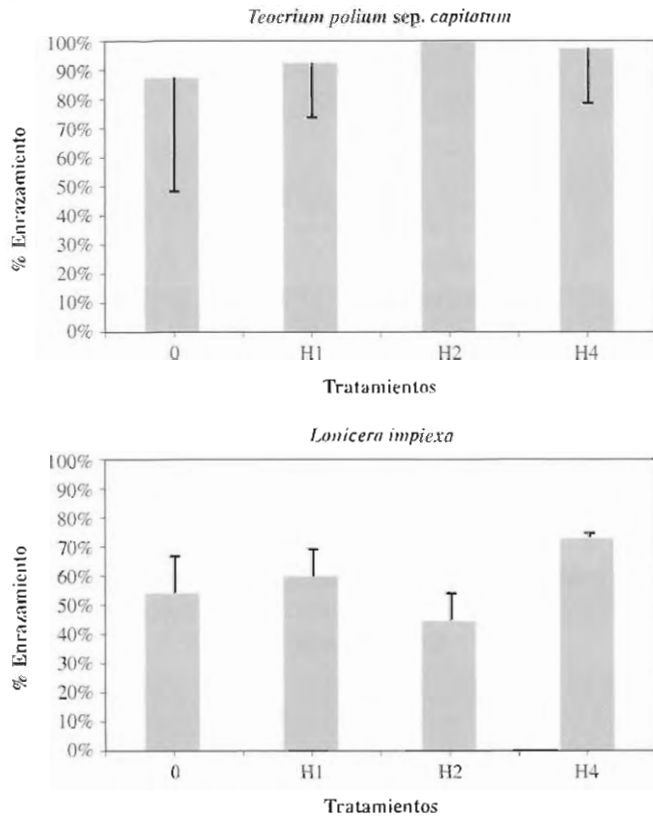 Teocrium polium sep. capitatum
100%
90%
80%
70%
60%
50%
40%
30%
20%
10%
0%
% Enrazamiento
0 H1 H2 H4
Tratamientos
Lonicera impiexa
100%
90%
80%
70%
60%
50%
40%
30%
20%
10%
0%
% Enrazamiento
0 H1 H2 H4
Tratamientos